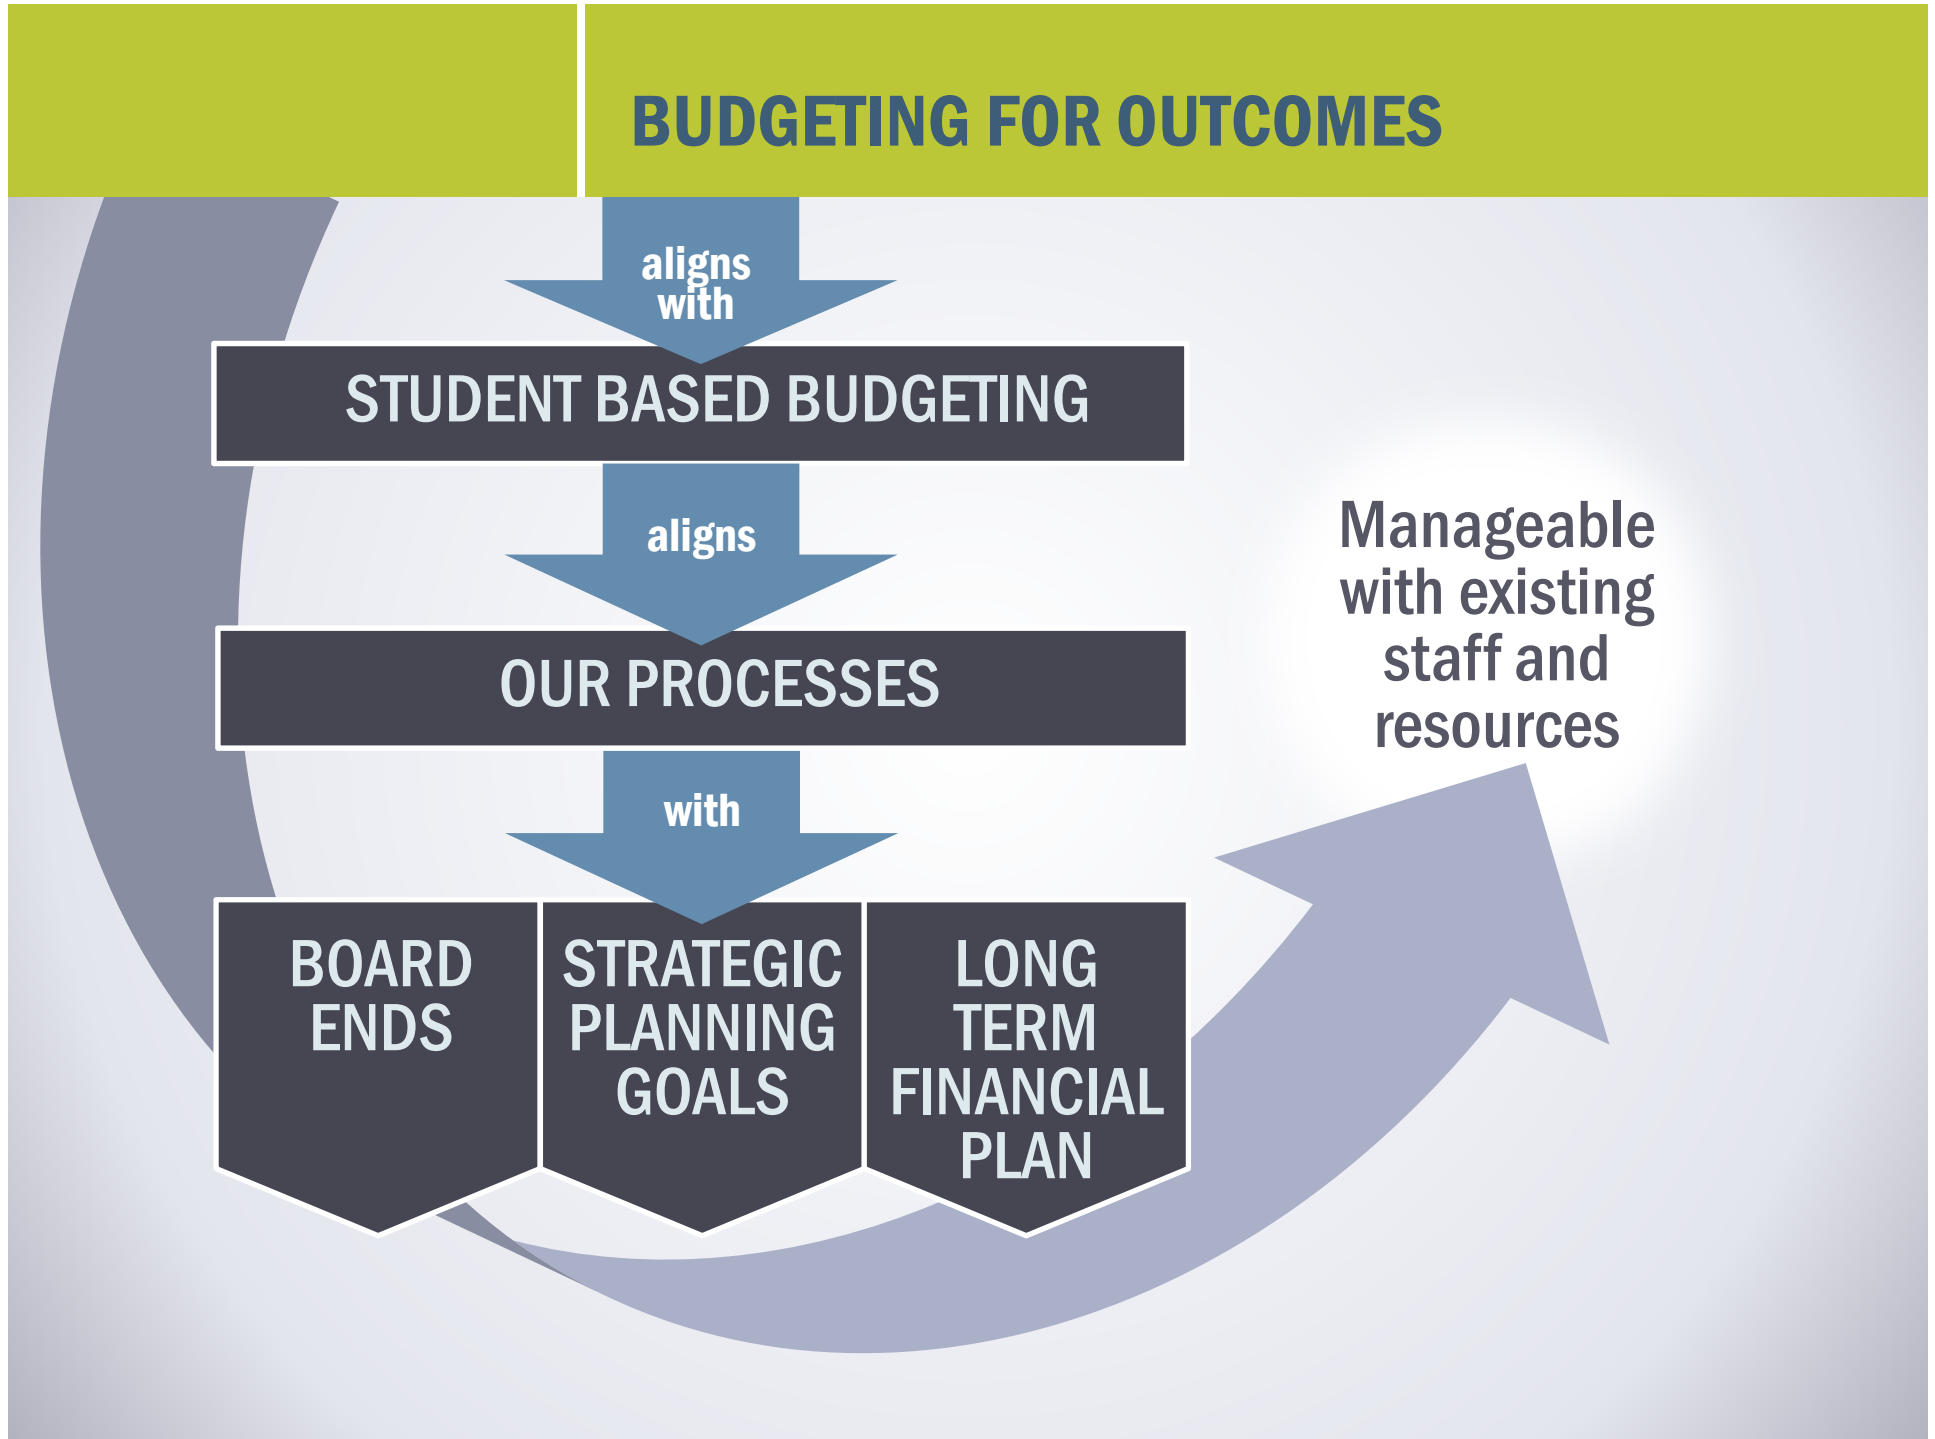 BUDGETING FOR OUTCOMES
aligns
with
STUDENT BASED BUDGETING
aligns
OUR PROCESSES
with
BOARD
ENDS
STRATEGIC
PLANNING
GOALS
LONG
TERM
FINANCIAL
PLAN
Manageable
with existing
staff and
resources